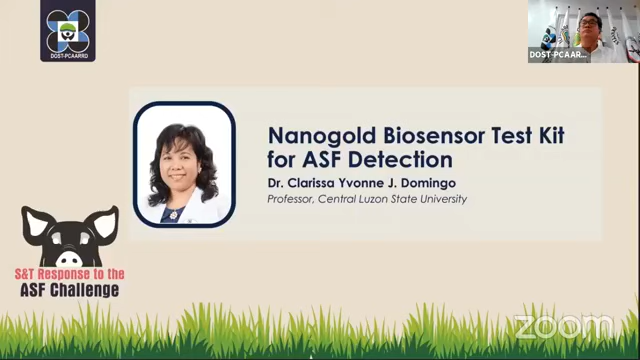 DOST-PCAARRD
DOST-PCAAR...
Nanogold Biosensor Test Kit
for ASF Detection
Dr. Clarissa Yvonne J. Domingo
Professor, Central Luzon State University
S&T Response to the
ASF Challenge
zoom